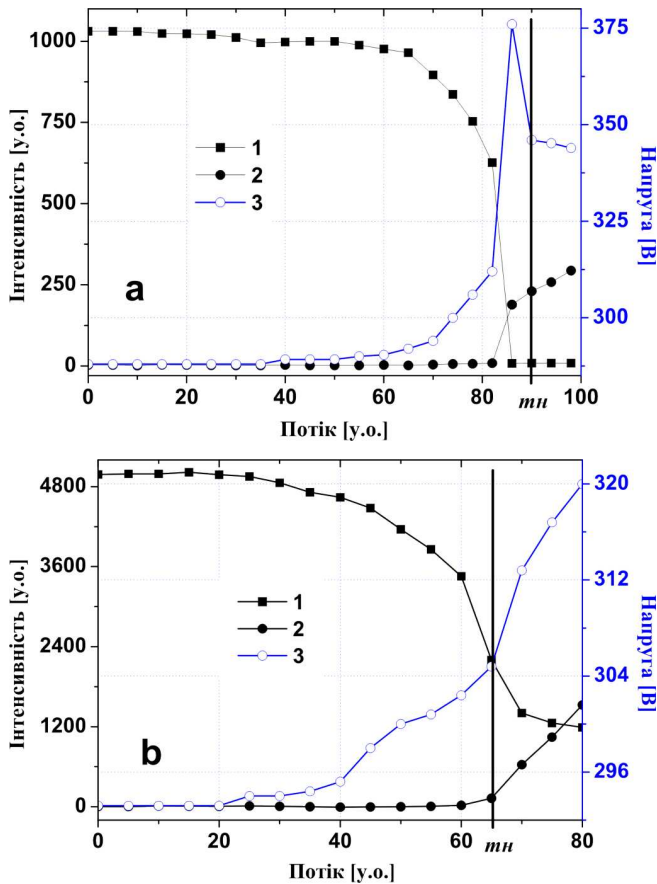 1000
750
500
250
0
Інтенсивність [у.о.]
1
2
3
a
375
350
325
300
Напруга [В]
0 20 40 60 80 100
тн
Потік [у.о.]
4800
3600
2400
1200
0
Інтенсивність [у.о.]
1
2
3
b
320
312
304
296
Напруга [В]
0 20 40 60 80
тн
Потік [у.о.]